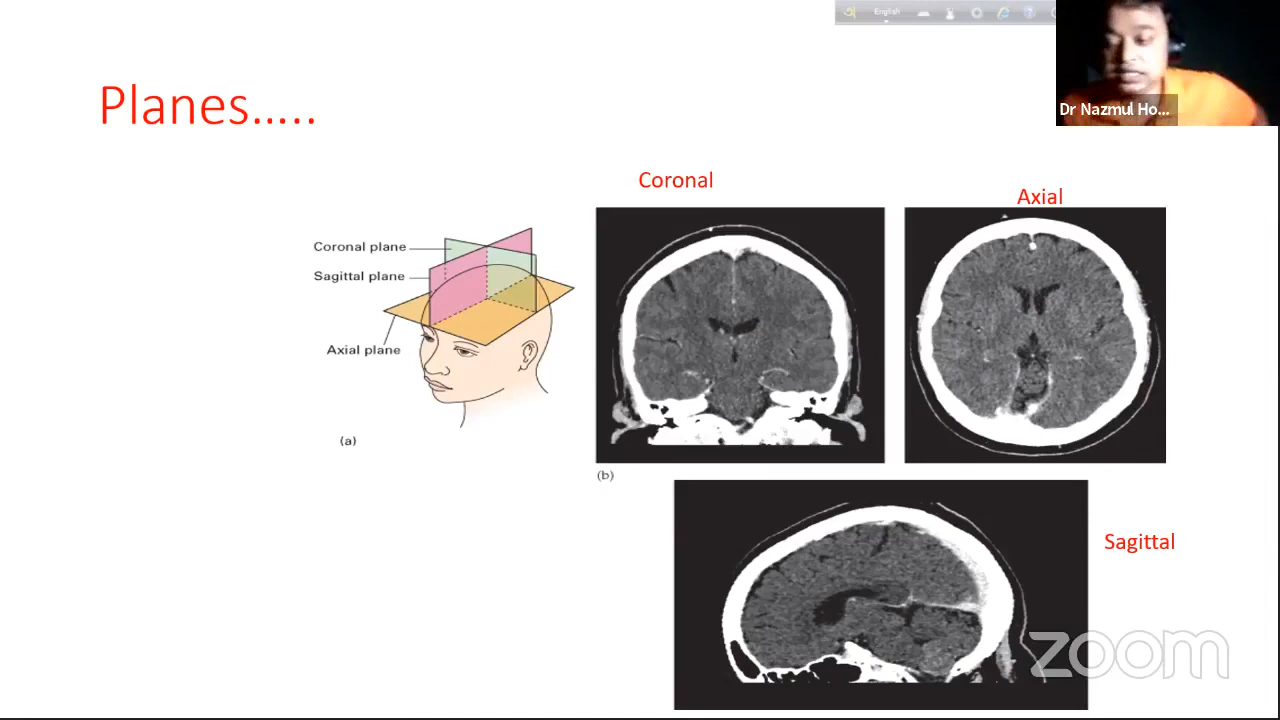 English
Dr Nazmul Ho...
Planes.....
Coronal
Axial
Coronal plane
Sagittal plane
Axial plane
(a)
(b)
Sagittal
zoom